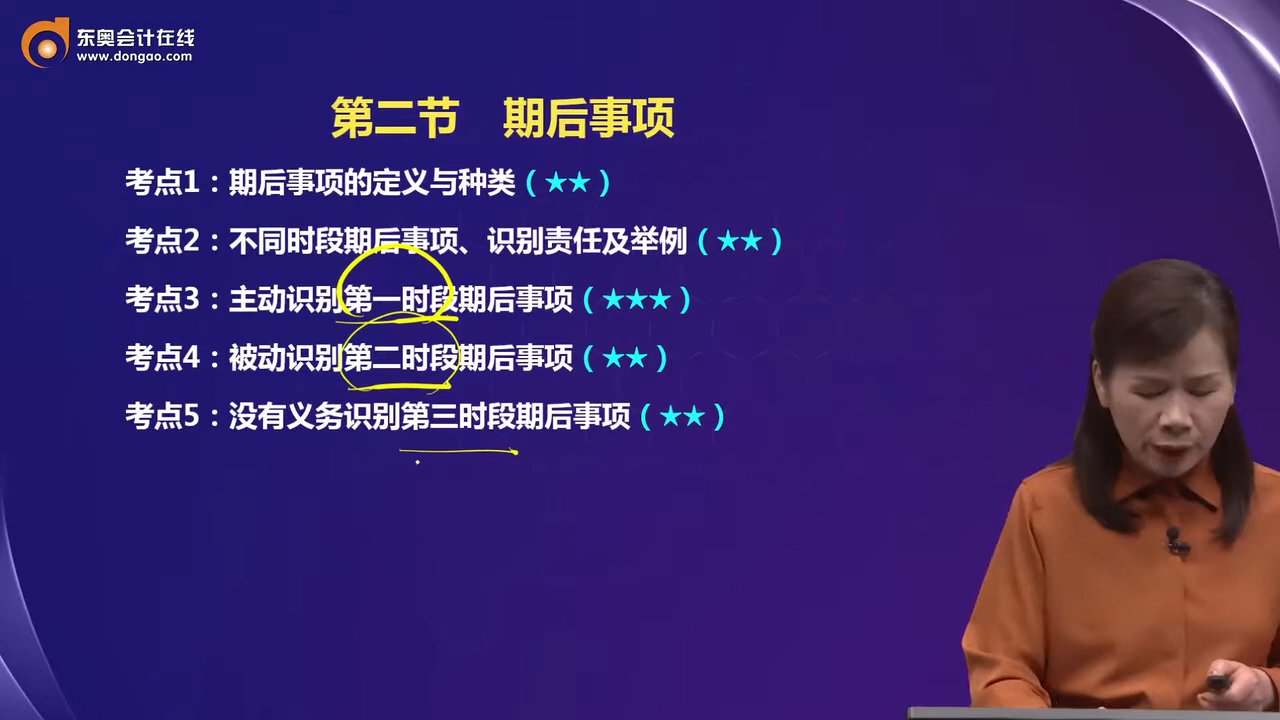 东奥会计在线
www.dongao.com
第二节 期后事项
考点1：期后事项的定义与种类（★★）
考点2：不同时段期后事项、识别责任及举例（★★）
考点3：主动识别第一时段期后事项（★★★）
考点4：被动识别第二时段期后事项（★★）
考点5：没有义务识别第三时段期后事项（★★）